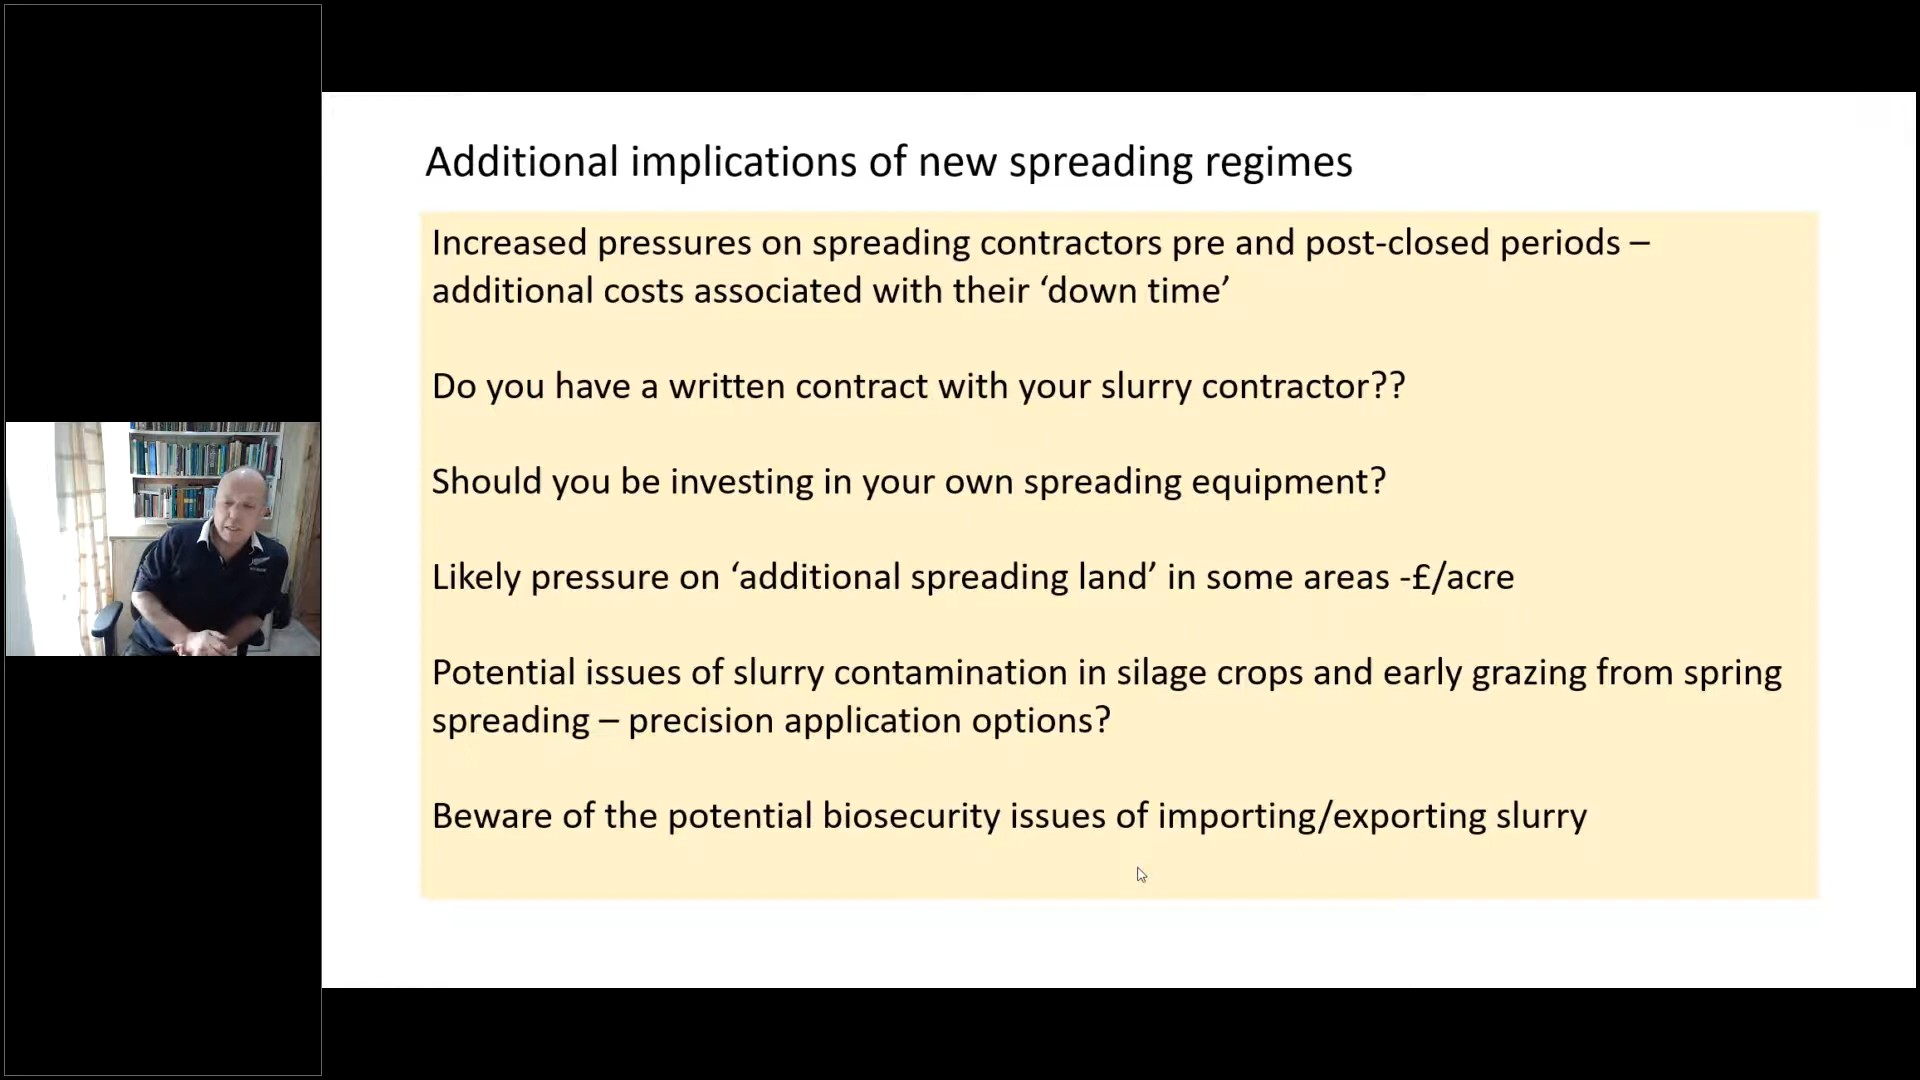 Additional implications of new spreading regimes
Increased pressures on spreading contractors pre and post-closed periods –
additional costs associated with their ‘down time’
Do you have a written contract with your slurry contractor??
Should you be investing in your own spreading equipment?
Likely pressure on ‘additional spreading land’ in some areas -£/acre
Potential issues of slurry contamination in silage crops and early grazing from spring
spreading – precision application options?
Beware of the potential biosecurity issues of importing/exporting slurry